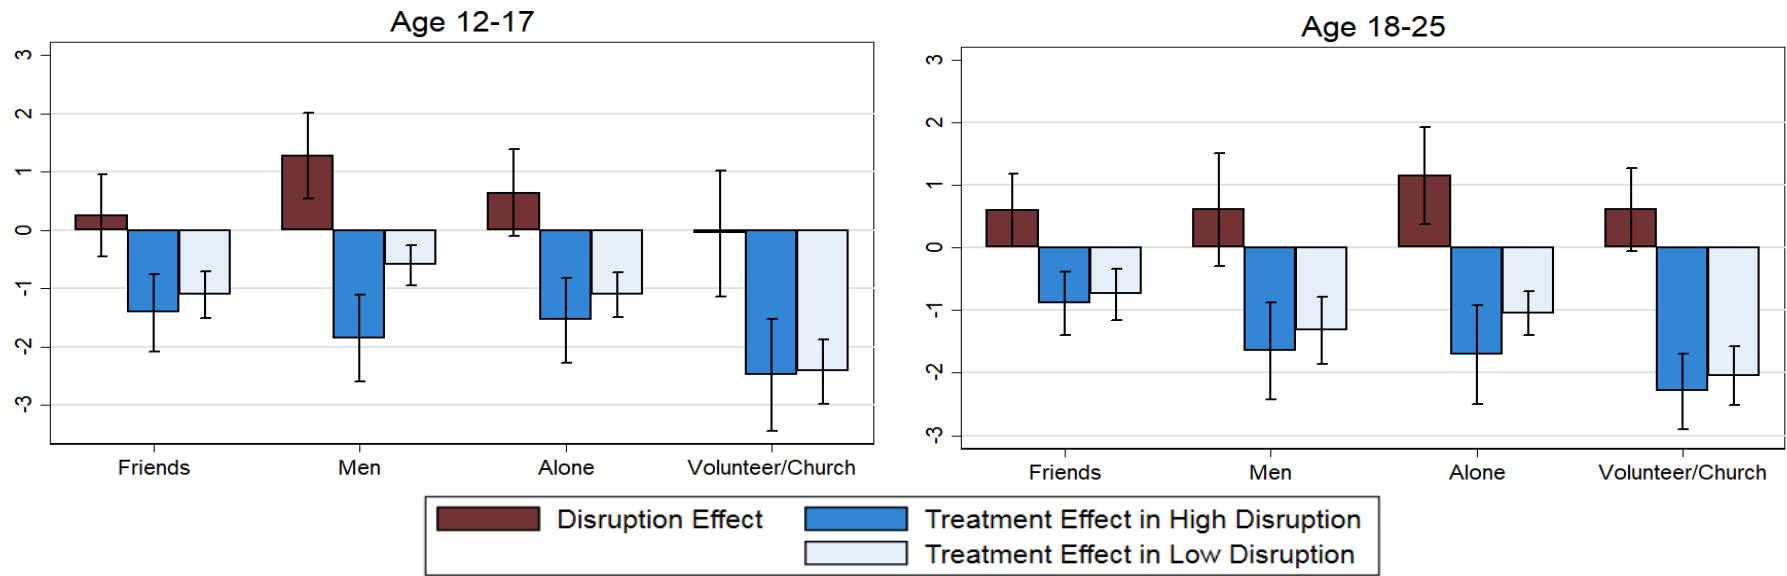 Age 12-17
3
2
1
0
-1
-2
-3
Friends Men Alone Volunteer/Church
Age 18-25
3
2
1
0
-1
-2
-3
Friends Men Alone Volunteer/Church
Disruption Effect Treatment Effect in High Disruption
Treatment Effect in Low Disruption